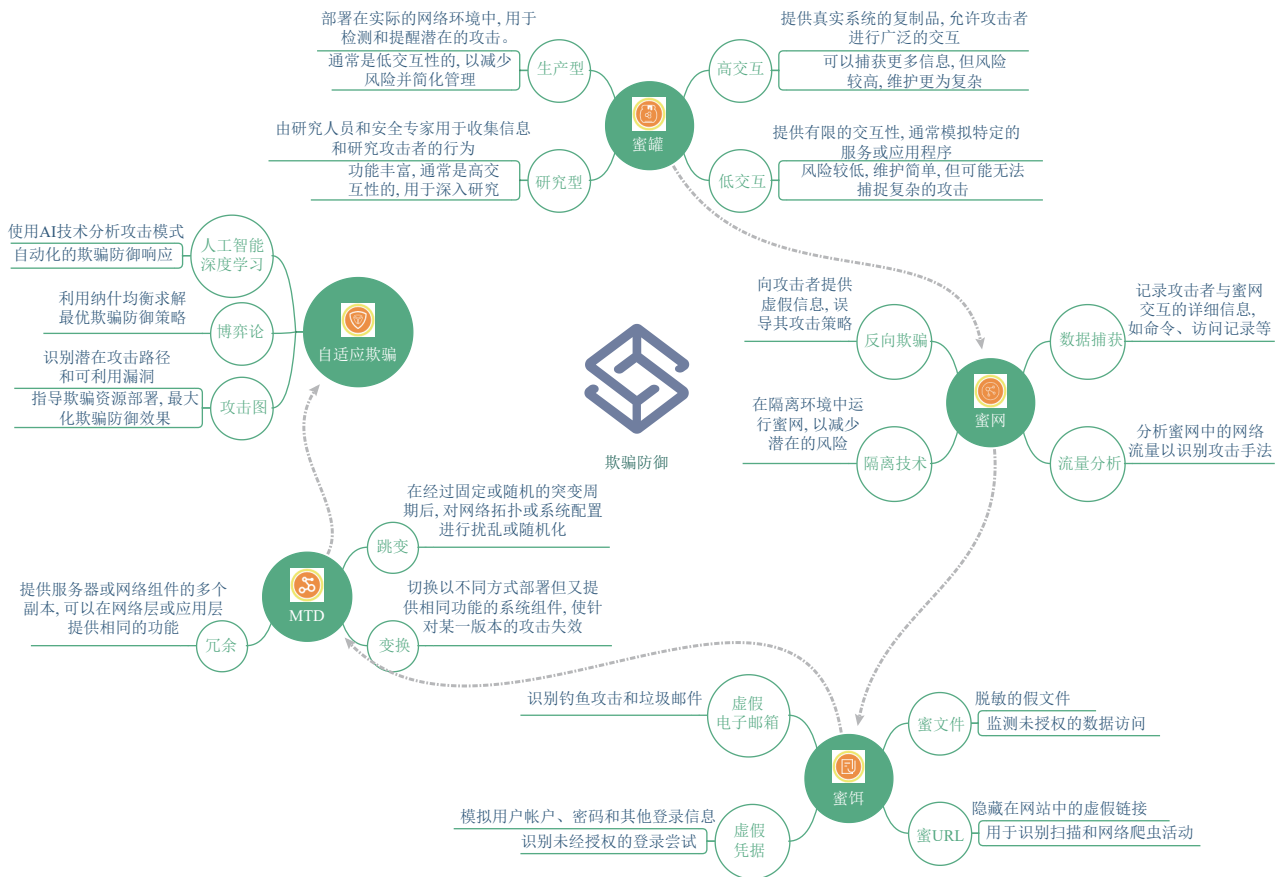 部署在实际的网络环境中, 用于
检测和提醒潜在的攻击。
通常是低交互性的, 以减少
风险并简化管理
生产型
由研究人员和安全专家用于收集信息
和研究攻击者的行为
功能丰富, 通常是高交
互性的, 用于深入研究
研究型
蜜罐
高交互
提供真实系统的复制品, 允许攻击者
进行广泛的交互
可以捕获更多信息, 但风险
较高, 维护更为复杂
低交互
提供有限的交互性, 通常模拟特定的
服务或应用程序
风险较低, 维护简单, 但可能无法
捕捉复杂的攻击
使用AI技术分析攻击模式
自动化的欺骗防御响应
人工智能
深度学习
利用纳什均衡求解
最优欺骗防御策略
博弈论
识别潜在攻击路径
和可利用漏洞
指导欺骗资源部署, 最大
化欺骗防御效果
攻击图
自适应欺骗
欺骗防御
向攻击者提供
虚假信息, 误
导其攻击策略
反向欺骗
在隔离环境中运
行蜜网, 以减少
潜在的风险
隔离技术
蜜网
数据捕获
记录攻击者与蜜网
交互的详细信息,
如命令、访问记录等
流量分析
分析蜜网中的网络
流量以识别攻击手法
跳变
在经过固定或随机的突变周
期后, 对网络拓扑或系统配置
进行扰乱或随机化
MTD
变换
切换以不同方式部署但又提
供相同功能的系统组件, 使针
对某一版本的攻击失效
提供服务器或网络组件的多个
副本, 可以在网络层或应用层
提供相同的功能
冗余
识别钓鱼攻击和垃圾邮件
虚假
电子邮箱
模拟用户帐户、密码和其他登录信息
识别未经授权的登录尝试
虚假
凭据
蜜饵
蜜文件
脱敏的假文件
监测未授权的数据访问
蜜URL
隐藏在网站中的虚假链接
用于识别扫描和网络爬虫活动